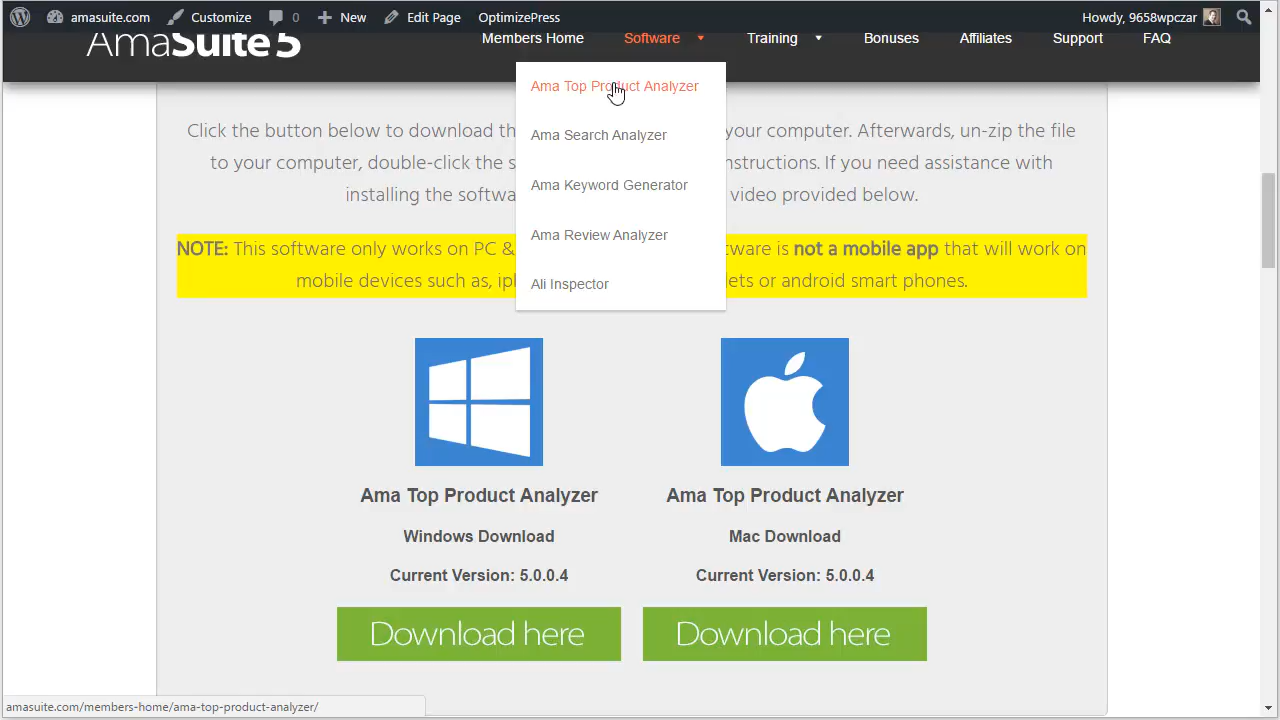 amasuite.com Customize 0 New Edit Page OptimizePress Howdy, 9658wpczar
AmaSuite 5 Members Home Software Training Bonuses Affiliates Support FAQ
Ama Top Product Analyzer
Ama Search Analyzer
Ama Keyword Generator
Ama Review Analyzer
Ali Inspector
Click the button below to download th your computer. Afterwards, un-zip the file
to your computer, double-click the s nstructions. If you need assistance with
installing the softwa video provided below.
NOTE: This software only works on PC & tware is not a mobile app that will work on
mobile devices such as, ip lets or android smart phones.
Ama Top Product Analyzer Ama Top Product Analyzer
Windows Download Mac Download
Current Version: 5.0.0.4 Current Version: 5.0.0.4
Download here Download here
amasuite.com/members-home/ama-top-product-analyzer/